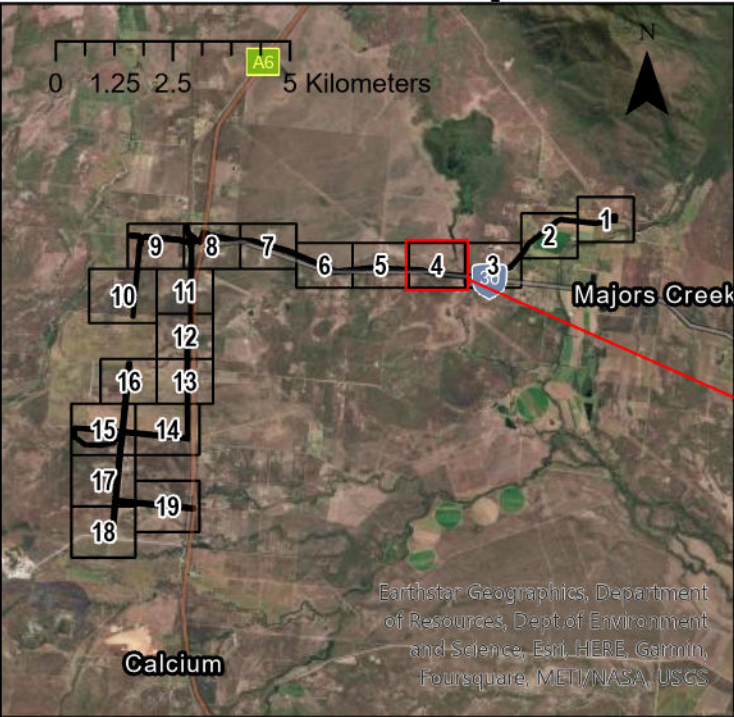 N
A6
0 1.25 2.5 5 Kilometers
1
2
9 8 7
6 5 4 3
10 11
Majors Creek
12
16 13
15 14
17
19
18
Earthstar Geographics, Department
of Resources, Dept.of Environment
and Science, Esri, HERE, Garmin,
Foursquare, METI/NASA, USGS
Calcium